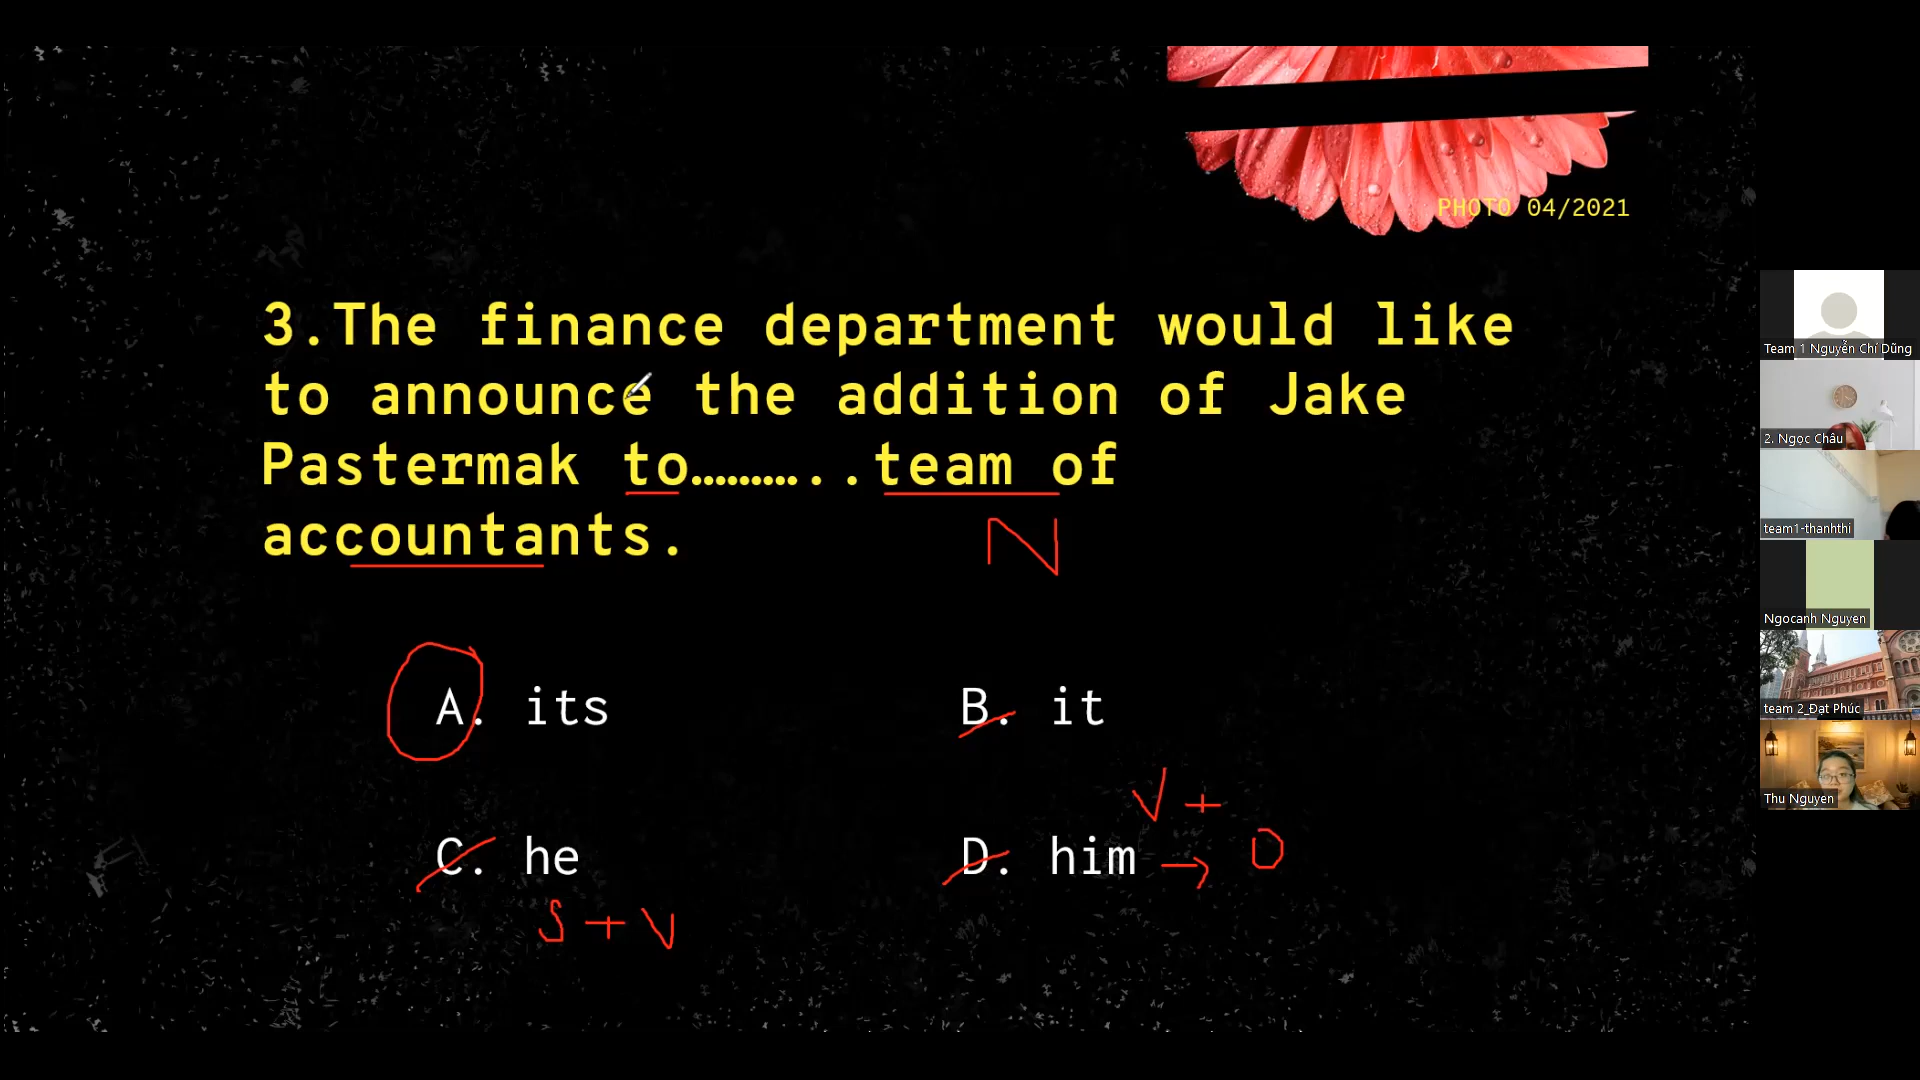 PHOTO 04/2021
3.The finance department would like
to announce the addition of Jake
Pastermak to………..team of
accountants.
N
A. its
B. it
V +
C. he
D. him → O
S + V
Team 1 Nguyễn Chí Dũng
2. Ngọc Châu
team1-thanhthi
Ngocanh Nguyen
team 2_Đạt Phúc
Thu Nguyen